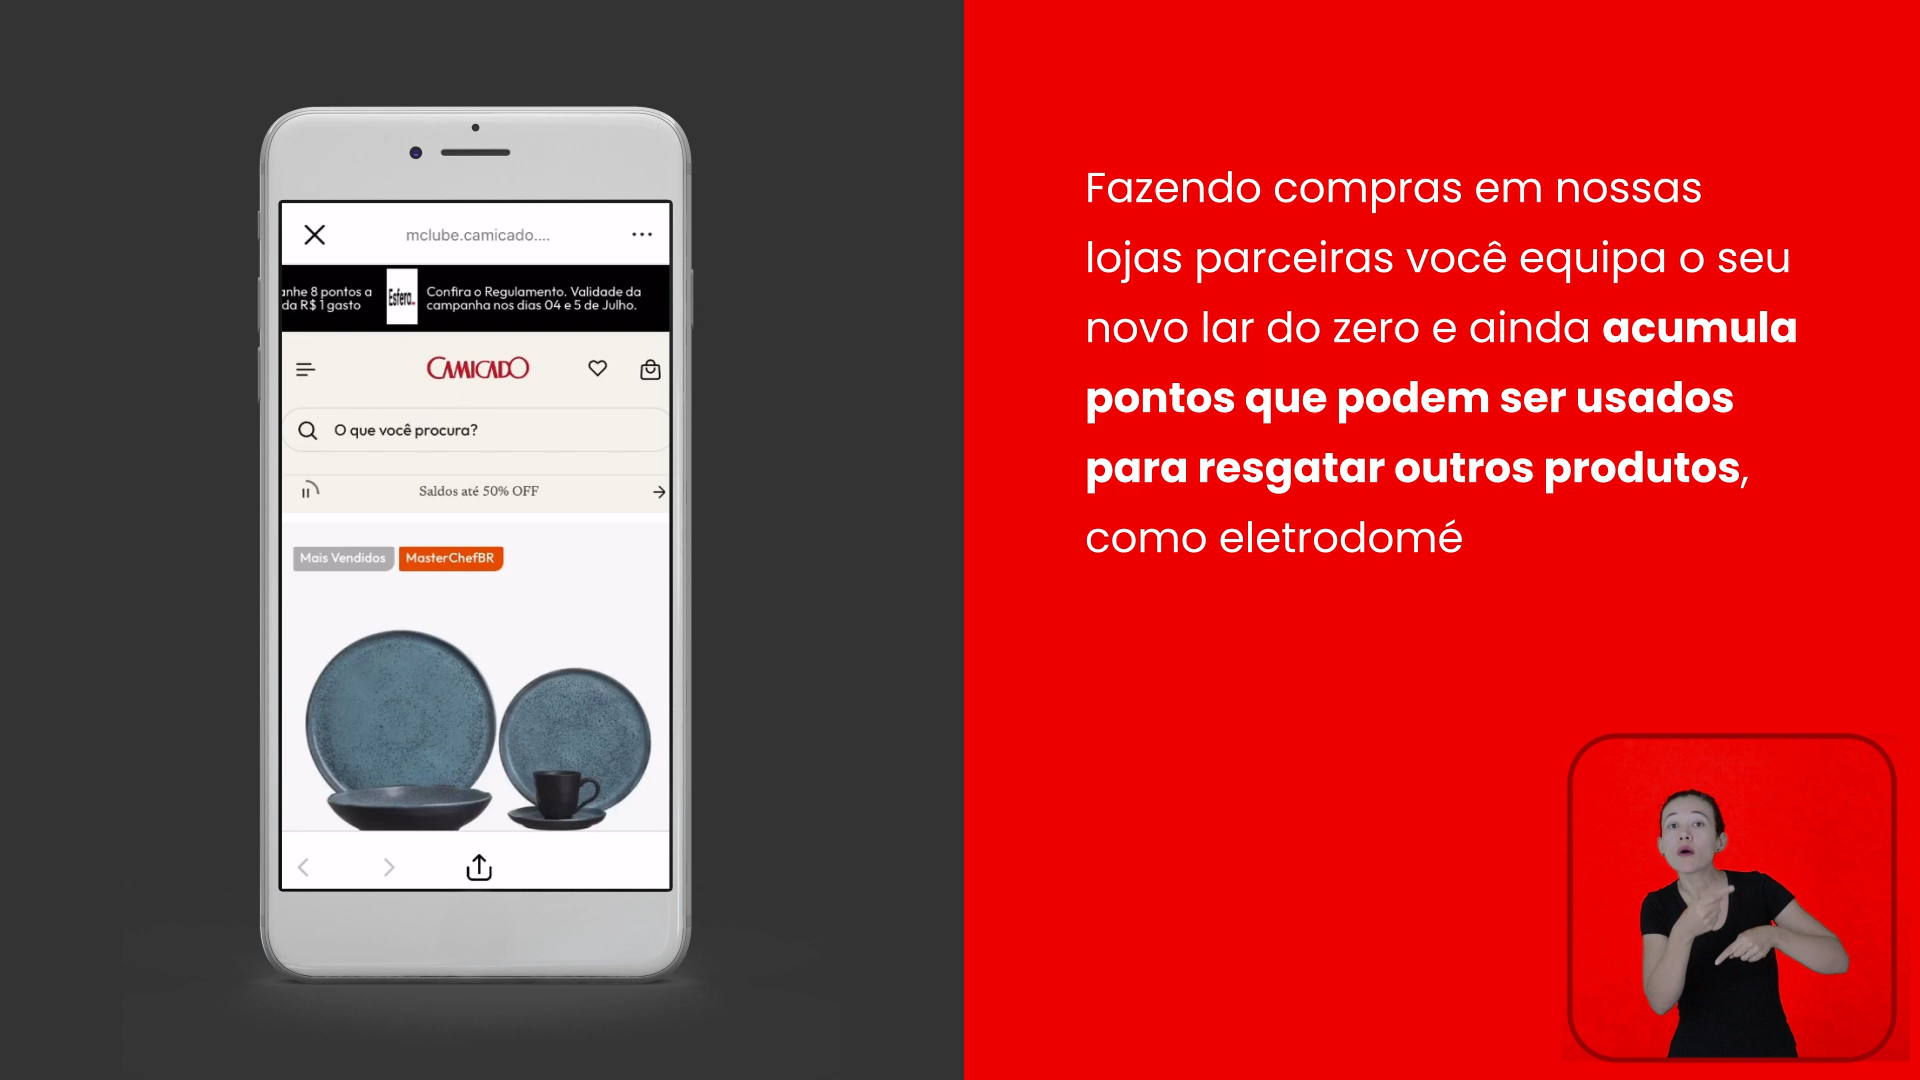 mclube.camicado....
anhe 8 pontos a
da R$ 1 gasto
Esfera
Confira o Regulamento. Validade da
campanha nos dias 04 e 5 de Julho.
CAMICADO
O que você procura?
Saldos até 50% OFF
Mais Vendidos
MasterChefBR
Fazendo compras em nossas
lojas parceiras você equipa o seu
novo lar do zero e ainda acumula
pontos que podem ser usados
para resgatar outros produtos,
como eletrodomé